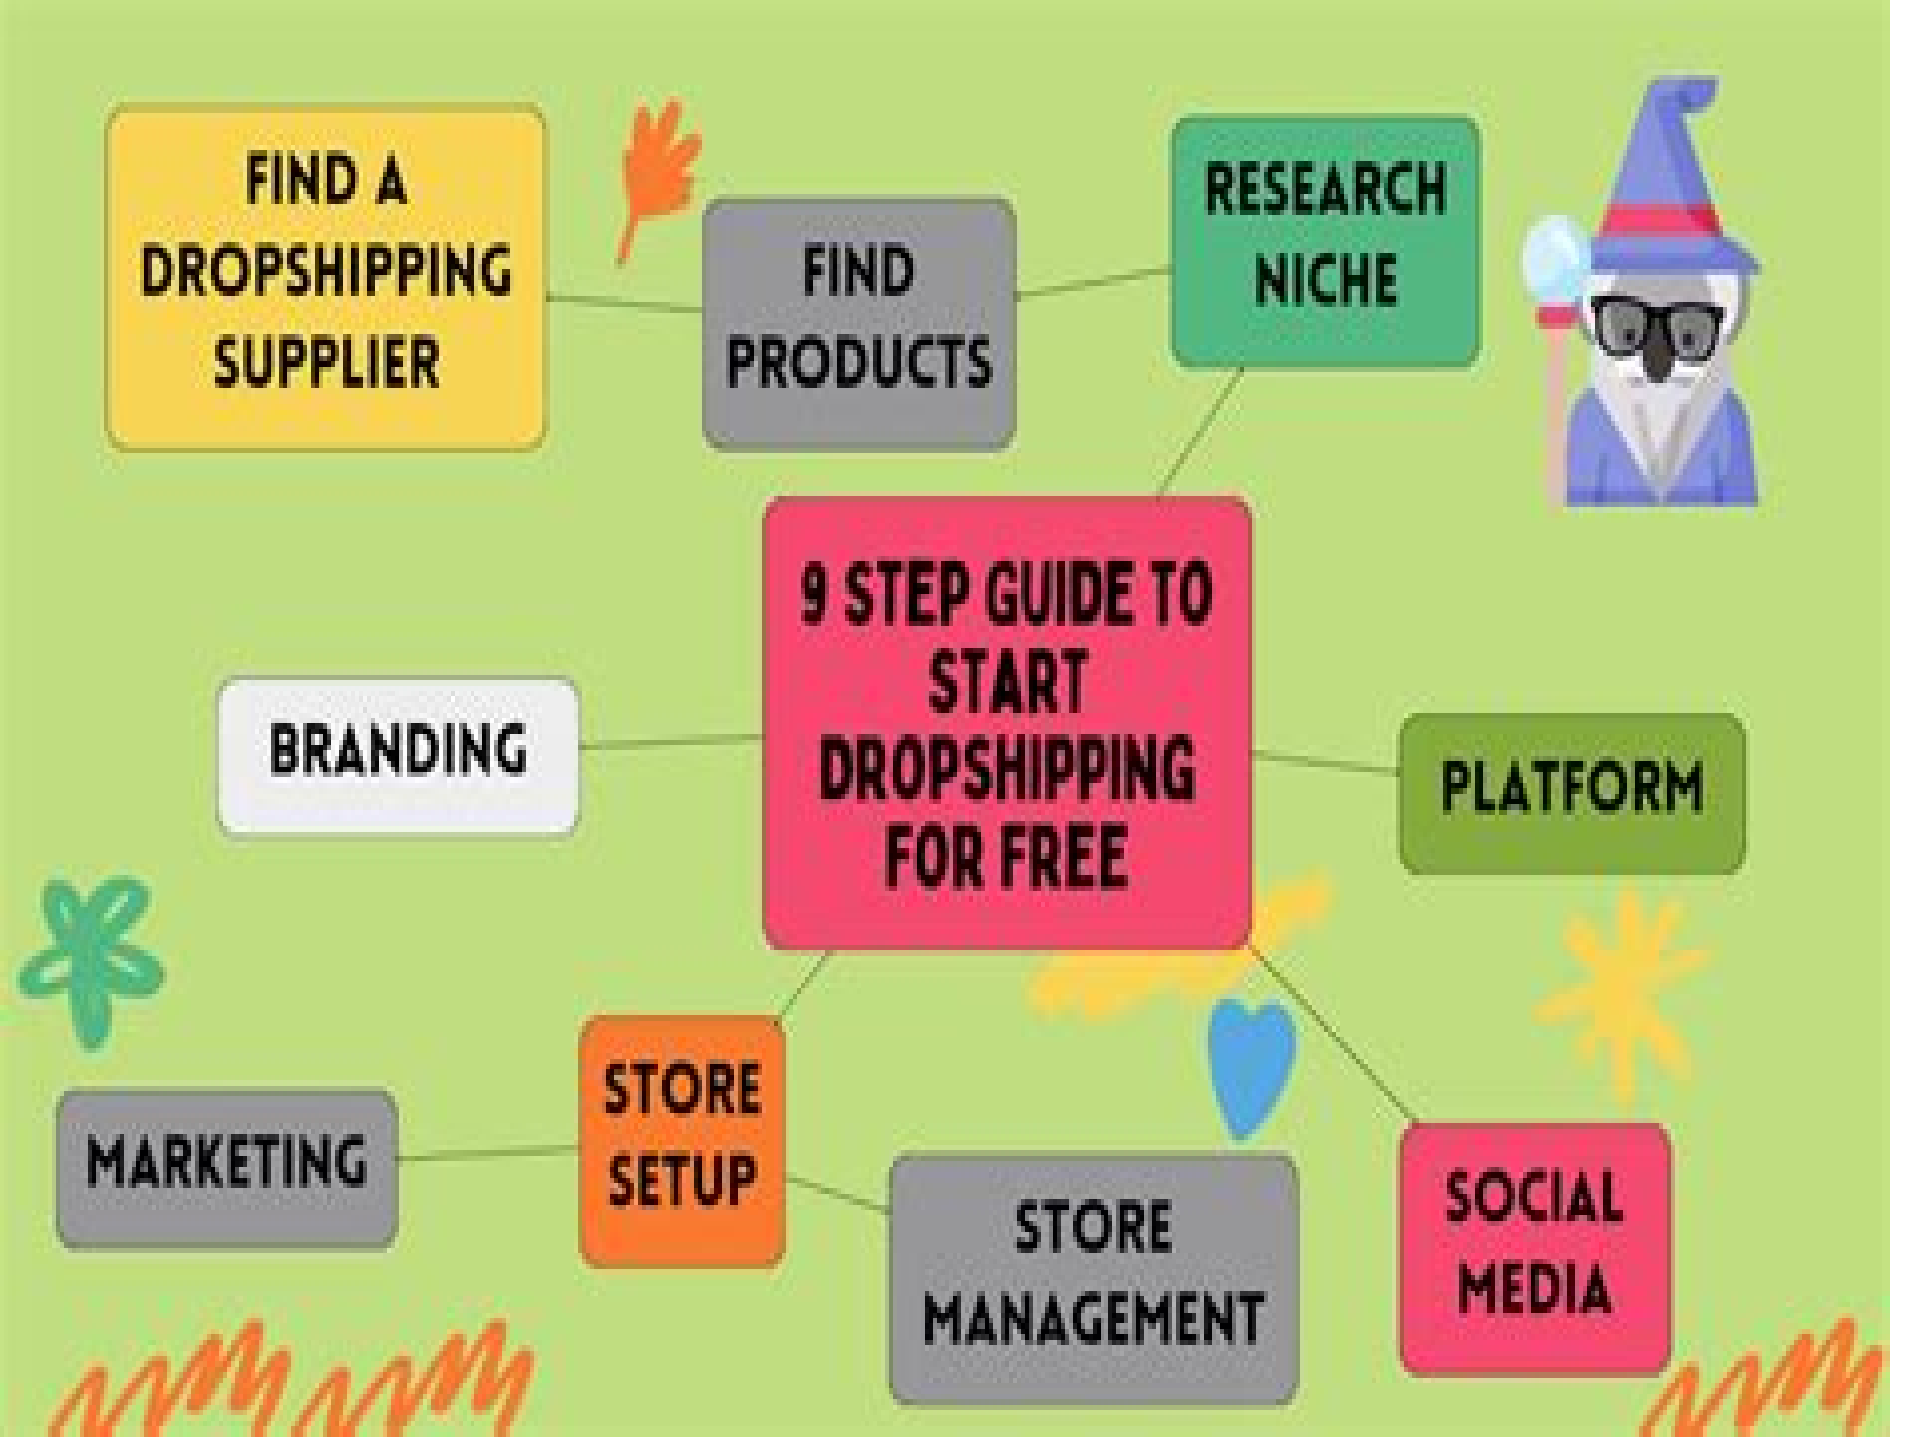 FIND A
DROPSHIPPING
SUPPLIER
FIND
PRODUCTS
RESEARCH
NICHE
9 STEP GUIDE TO
START
DROPSHIPPING
FOR FREE
BRANDING
PLATFORM
STORE
SETUP
MARKETING
STORE
MANAGEMENT
SOCIAL
MEDIA